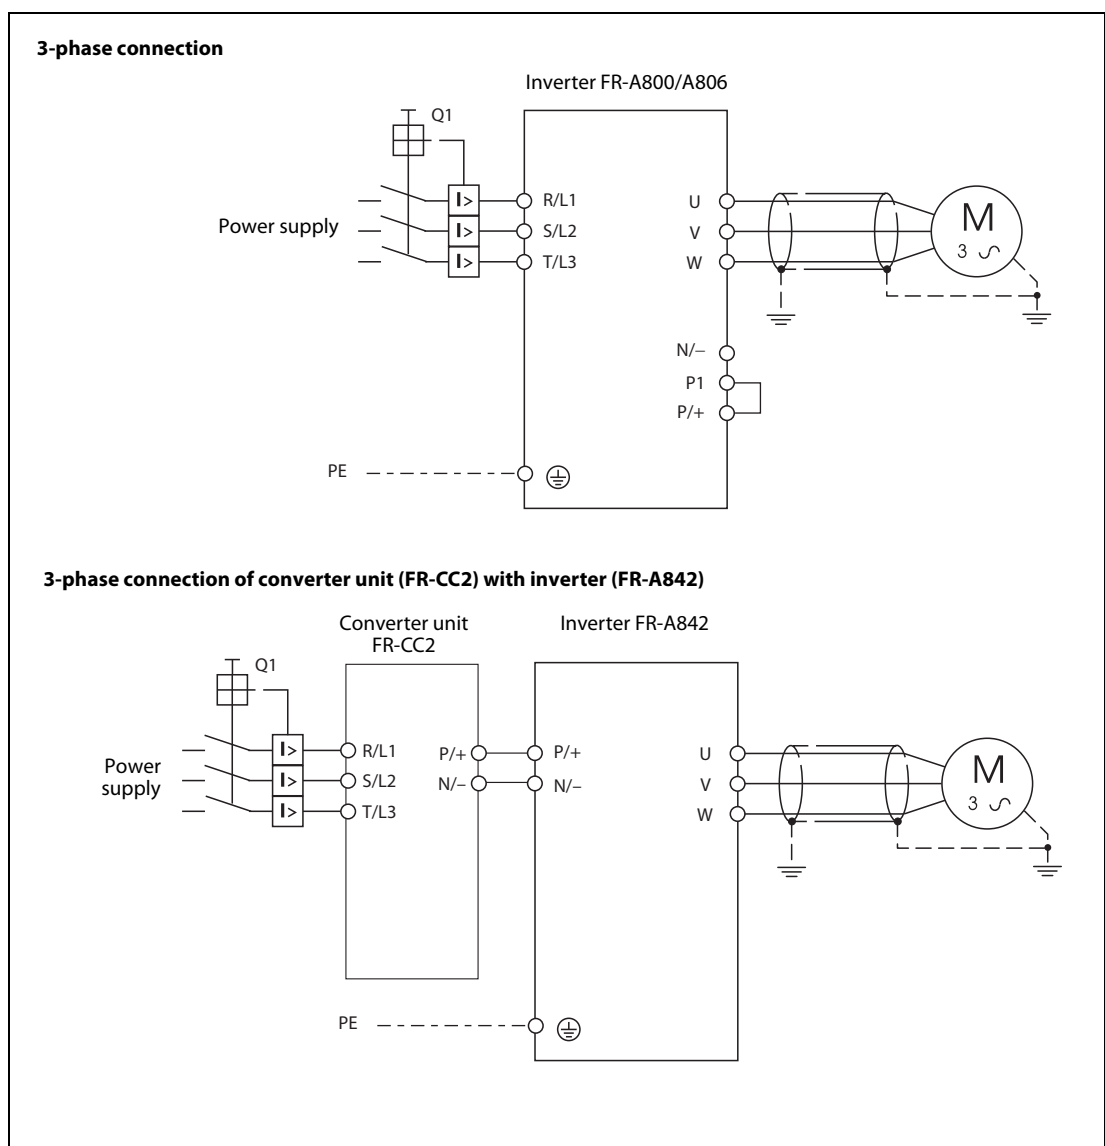 3-phase connection
Inverter FR-A800/A806
Q1
Power supply
R/L1
S/L2
T/L3
U
V
W
M
3
N/−
P1
P/+
PE
3-phase connection of converter unit (FR-CC2) with inverter (FR-A842)
Converter unit
FR-CC2
Inverter FR-A842
Q1
Power
supply
R/L1
S/L2
T/L3
P/+
N/−
P/+
N/−
U
V
W
M
3
PE